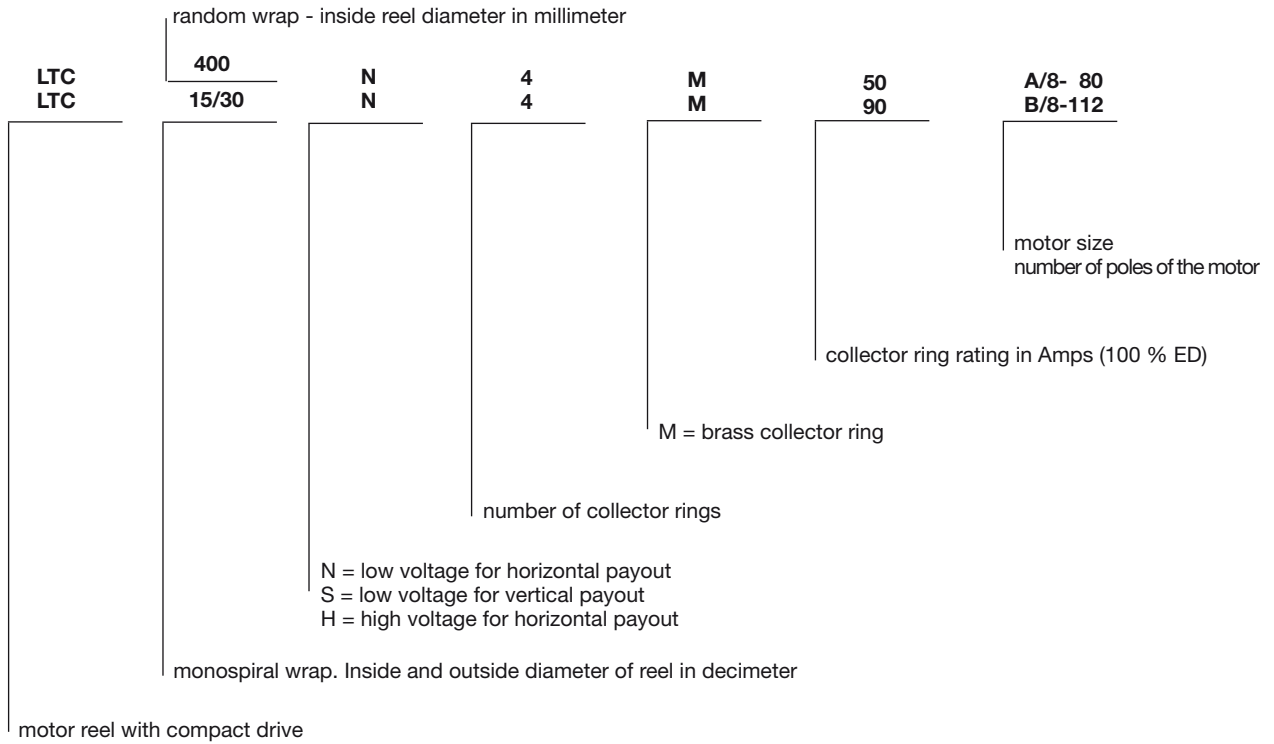 random wrap - inside reel diameter in millimeter
LTC 400 N 4 M 50 A/8- 80
LTC 15/30 N 4 M 90 B/8-112
motor size
number of poles of the motor
collector ring rating in Amps (100 % ED)
M = brass collector ring
number of collector rings
N = low voltage for horizontal payout
S = low voltage for vertical payout
H = high voltage for horizontal payout
monospiral wrap. Inside and outside diameter of reel in decimeter
motor reel with compact drive